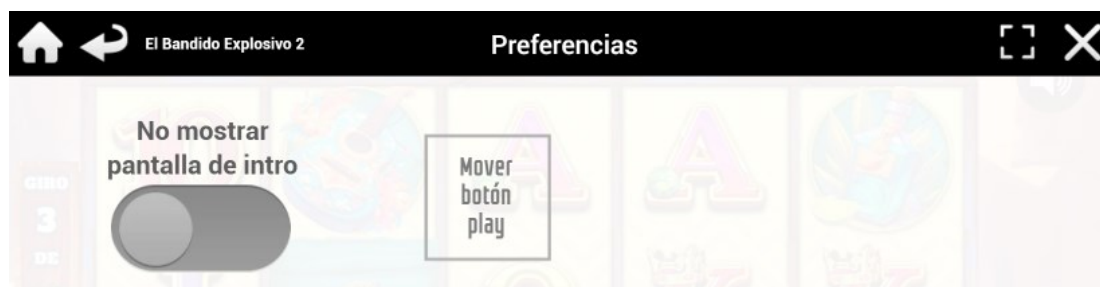 El Bandido Explosivo 2
Preferencias
No mostrar
pantalla de intro
Mover
botón
play
GIRO
3
DE
A
A